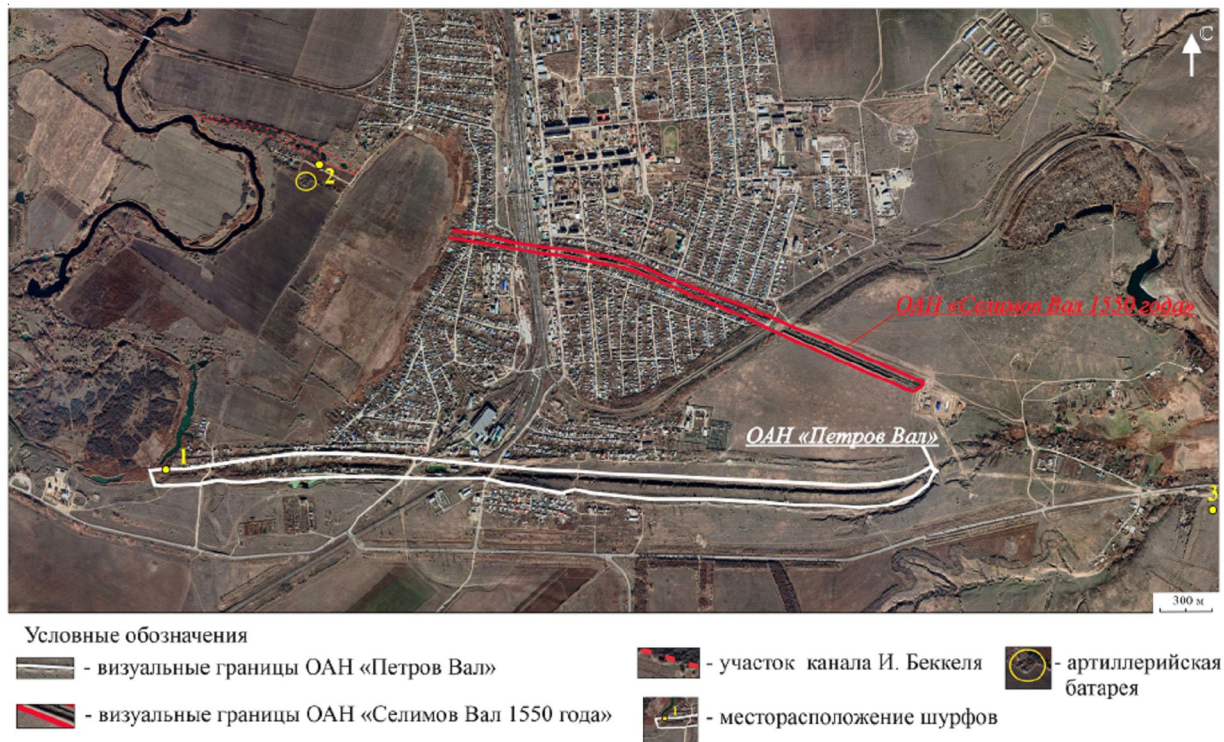 С
2
ОАН «Селимов Вал 1550 года»
ОАН «Петров Вал»
1
3
300 м
Условные обозначения
- визуальные границы ОАН «Петров Вал»
- участок канала И. Беккеля
- артиллерийская
батарея
- визуальные границы ОАН «Селимов Вал 1550 года»
1
- месторасположение шурфов